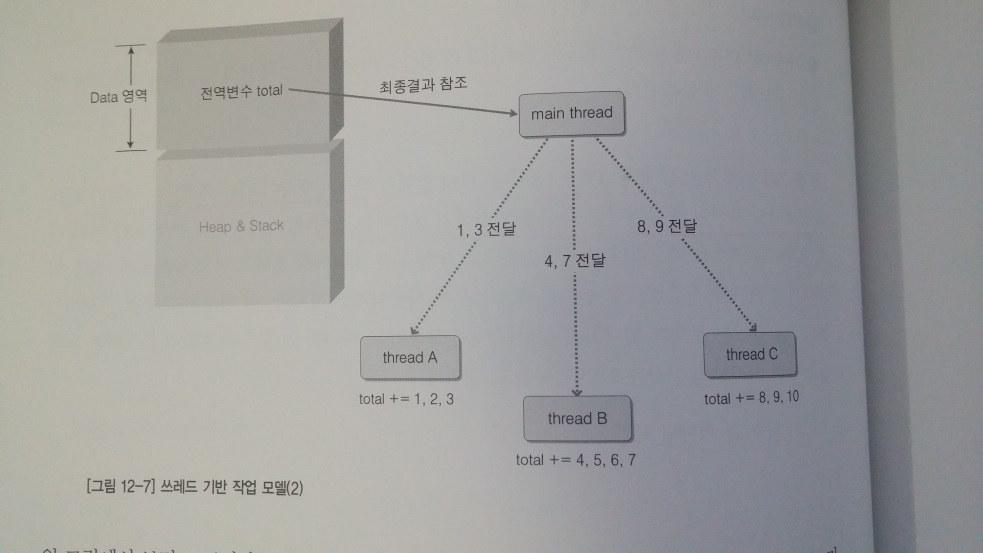 Data 영역
전역변수 total
최종결과 참조
main thread
Heap & Stack
1, 3 전달
4, 7 전달
8, 9 전달
thread A
total += 1, 2, 3
thread B
total += 4, 5, 6, 7
thread C
total += 8, 9, 10
[그림 12-7] 쓰레드 기반 작업 모델(2)